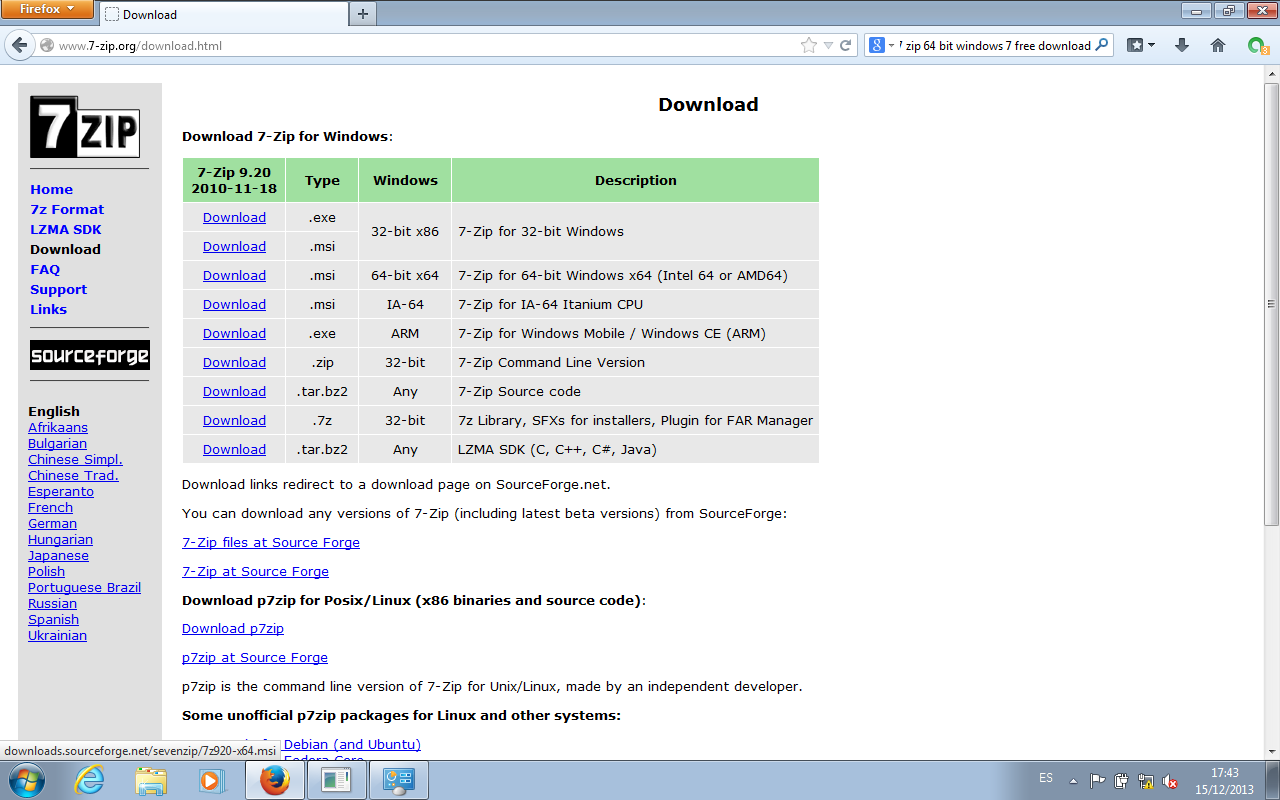 Firefox
Download
www.7-zip.org/download.html
7 zip 64 bit windows 7 free download
8
7ZIP
Home
7z Format
LZMA SDK
Download
FAQ
Support
Links
sourceforge
English
Afrikaans
Bulgarian
Chinese Simpl.
Chinese Trad.
Esperanto
French
German
Hungarian
Japanese
Polish
Portuguese Brazil
Russian
Spanish
Ukrainian
Download
Download 7-Zip for Windows:
7-Zip 9.20 2010-11-18 Type Windows Description
Download .exe 32-bit x86 7-Zip for 32-bit Windows
Download .msi
Download .msi 64-bit x64 7-Zip for 64-bit Windows x64 (Intel 64 or AMD64)
Download .msi IA-64 7-Zip for IA-64 Itanium CPU
Download .exe ARM 7-Zip for Windows Mobile / Windows CE (ARM)
Download .zip 32-bit 7-Zip Command Line Version
Download .tar.bz2 Any 7-Zip Source code
Download .7z 32-bit 7z Library, SFXs for installers, Plugin for FAR Manager
Download .tar.bz2 Any LZMA SDK (C, C++, C#, Java)
Download links redirect to a download page on SourceForge.net.
You can download any versions of 7-Zip (including latest beta versions) from SourceForge:
7-Zip files at Source Forge
7-Zip at Source Forge
Download p7zip for Posix/Linux (x86 binaries and source code):
Download p7zip
p7zip at Source Forge
p7zip is the command line version of 7-Zip for Unix/Linux, made by an independent developer.
Some unofficial p7zip packages for Linux and other systems:
Debian (and Ubuntu)
Fedora Core
downloads.sourceforge.net/sevenzip/7z920-x64.msi
ES
17:43
15/12/2013